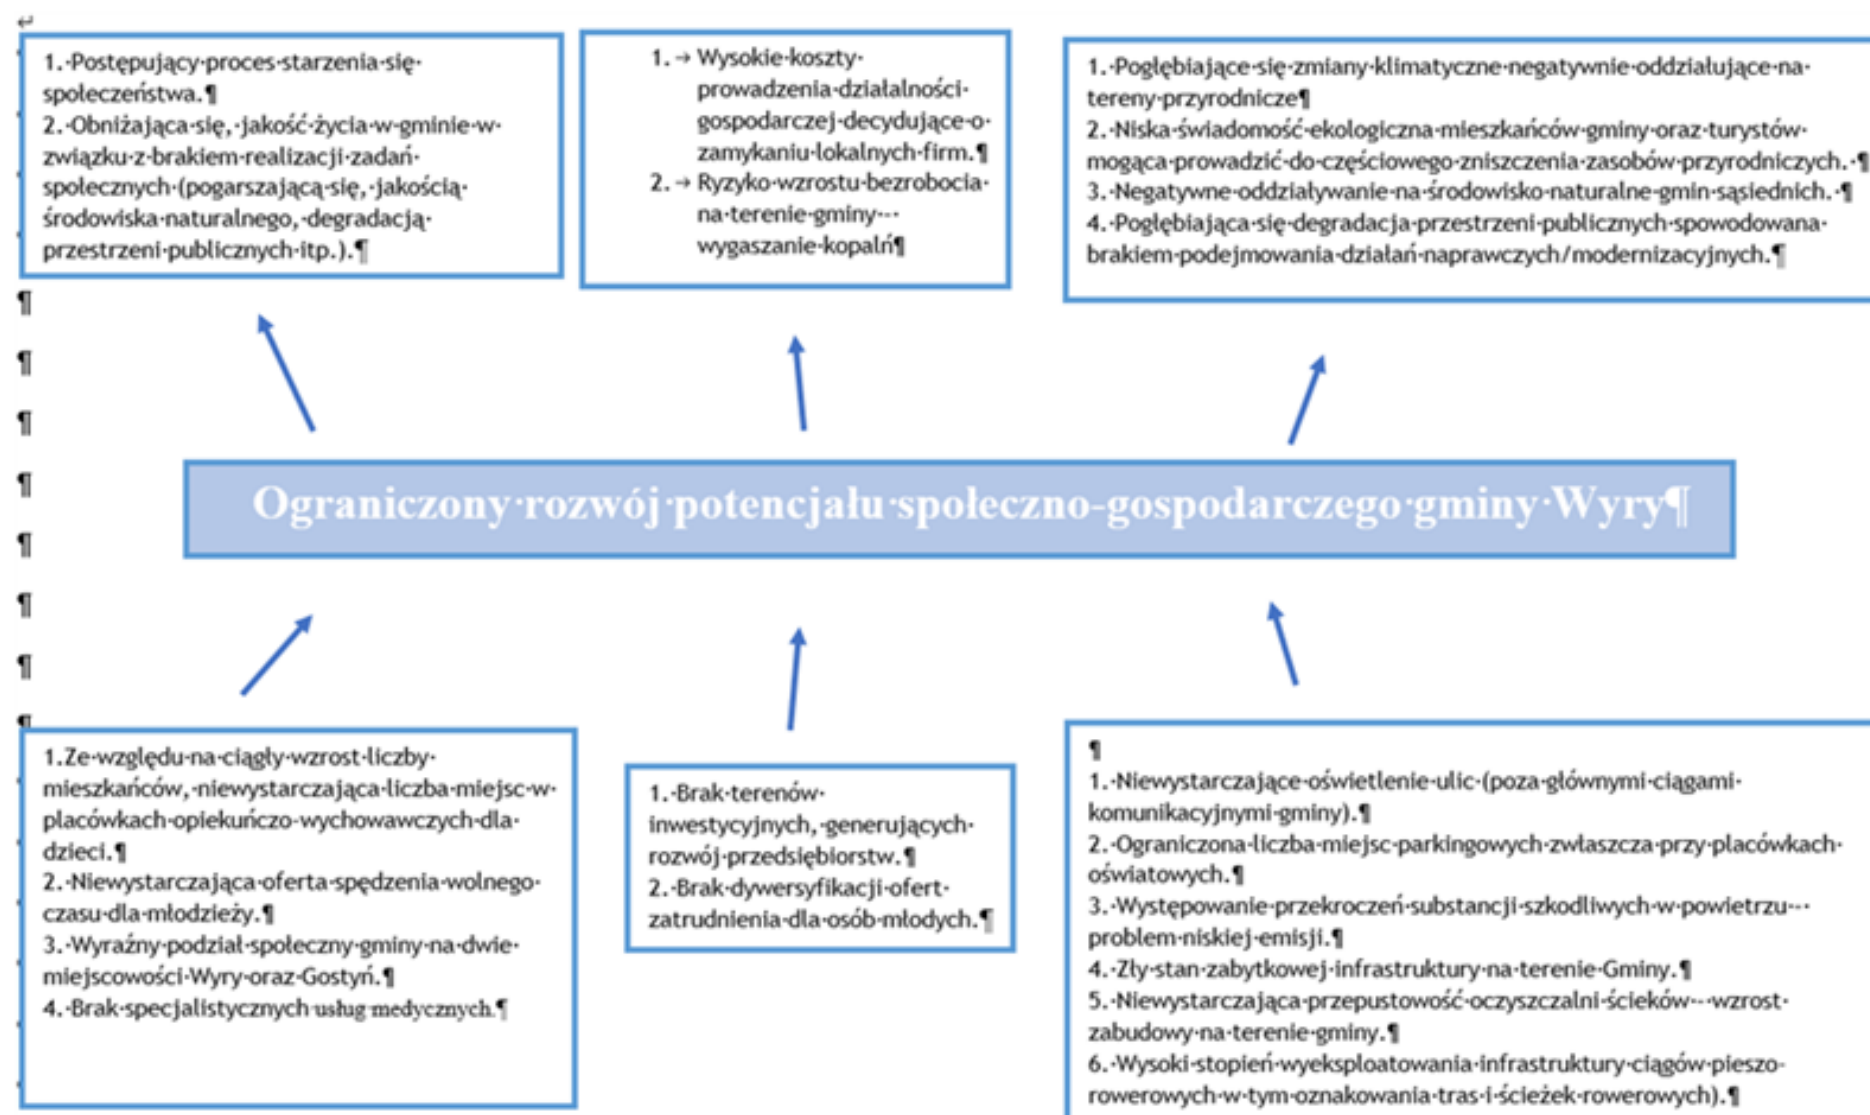 1. Postępujący proces starzenia się
społeczeństwa.¶
2. Obniżająca się, jakość życia w gminie w
związku z brakiem realizacji zadań
społecznych (pogarszającą się, jakością
środowiska naturalnego, degradacją
przestrzeni publicznych itp.).¶
1. → Wysokie koszty
prowadzenia działalności
gospodarczej decydujące o
zamykaniu lokalnych firm.¶
2. → Ryzyko wzrostu bezrobocia
na terenie gminy -
wygaszanie kopalń¶
1. Pogłębiające się zmiany klimatyczne negatywnie oddziałujące na
tereny przyrodnicze¶
2. Niska świadomość ekologiczna mieszkańców gminy oraz turystów
mogąca prowadzić do częściowego zniszczenia zasobów przyrodniczych. ¶
3. Negatywne oddziaływanie na środowisko naturalne gmin sąsiednich. ¶
4. Pogłębiająca się degradacja przestrzeni publicznych spowodowana
brakiem podejmowania działań naprawczych/modernizacyjnych.¶
Ograniczony rozwój potencjału społeczno-gospodarczego gminy Wyry¶
1.Ze względu na ciągły wzrost liczby
mieszkańców, niewystarczająca liczba miejsc w
placówkach opiekuńczo-wychowawczych dla
dzieci.¶
2. Niewystarczająca oferta spędzenia wolnego
czasu dla młodzieży.¶
3. Wyraźny podział społeczny gminy na dwie
miejscowości Wyry oraz Gostyń.¶
4. Brak specjalistycznych usług medycznych.¶
1. Brak terenów
inwestycyjnych, generujących
rozwój przedsiębiorstw.¶
2. Brak dywersyfikacji ofert
zatrudnienia dla osób młodych.¶
¶
1. Niewystarczające oświetlenie ulic (poza głównymi ciągami
komunikacyjnymi gminy).¶
2. Ograniczona liczba miejsc parkingowych zwłaszcza przy placówkach
oświatowych.¶
3. Występowanie przekroczeń substancji szkodliwych w powietrzu -
problem niskiej emisji.¶
4. Zły stan zabytkowej infrastruktury na terenie Gminy.¶
5. Niewystarczająca przepustowość oczyszczalni ścieków - wzrost
zabudowy na terenie gminy.¶
6. Wysoki stopień wyeksploatowania infrastruktury ciągów pieszo-
rowerowych w tym oznakowania tras i ścieżek rowerowych).¶